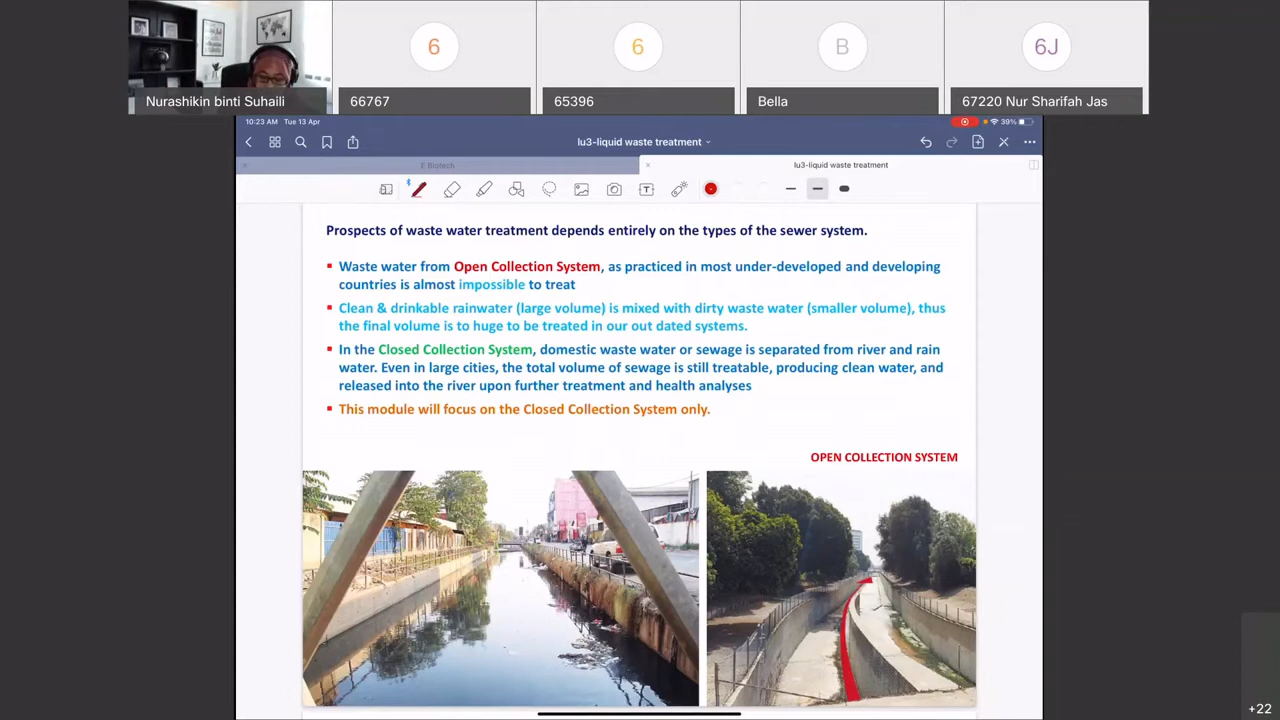 6
6
B
6J
Nurashikin binti Suhaili
66767
65396
Bella
67220 Nur Sharifah Jas
10:23 AM Tue 13 Apr
39%
lu3-liquid waste treatment
E Biotech
lu3-liquid waste treatment
T
Prospects of waste water treatment depends entirely on the types of the sewer system.
Waste water from Open Collection System, as practiced in most under-developed and developing
countries is almost impossible to treat
Clean & drinkable rainwater (large volume) is mixed with dirty waste water (smaller volume), thus
the final volume is to huge to be treated in our out dated systems.
In the Closed Collection System, domestic waste water or sewage is separated from river and rain
water. Even in large cities, the total volume of sewage is still treatable, producing clean water, and
released into the river upon further treatment and health analyses
This module will focus on the Closed Collection System only.
OPEN COLLECTION SYSTEM
+22